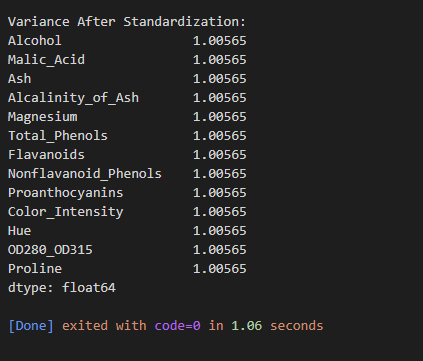 Variance After Standardization:
Alcohol 1.00565
Malic_Acid 1.00565
Ash 1.00565
Alcalinity_of_Ash 1.00565
Magnesium 1.00565
Total_Phenols 1.00565
Flavanoids 1.00565
Nonflavanoid_Phenols 1.00565
Proanthocyanins 1.00565
Color_Intensity 1.00565
Hue 1.00565
OD280_OD315 1.00565
Proline 1.00565
dtype: float64
[Done] exited with code=0 in 1.06 seconds